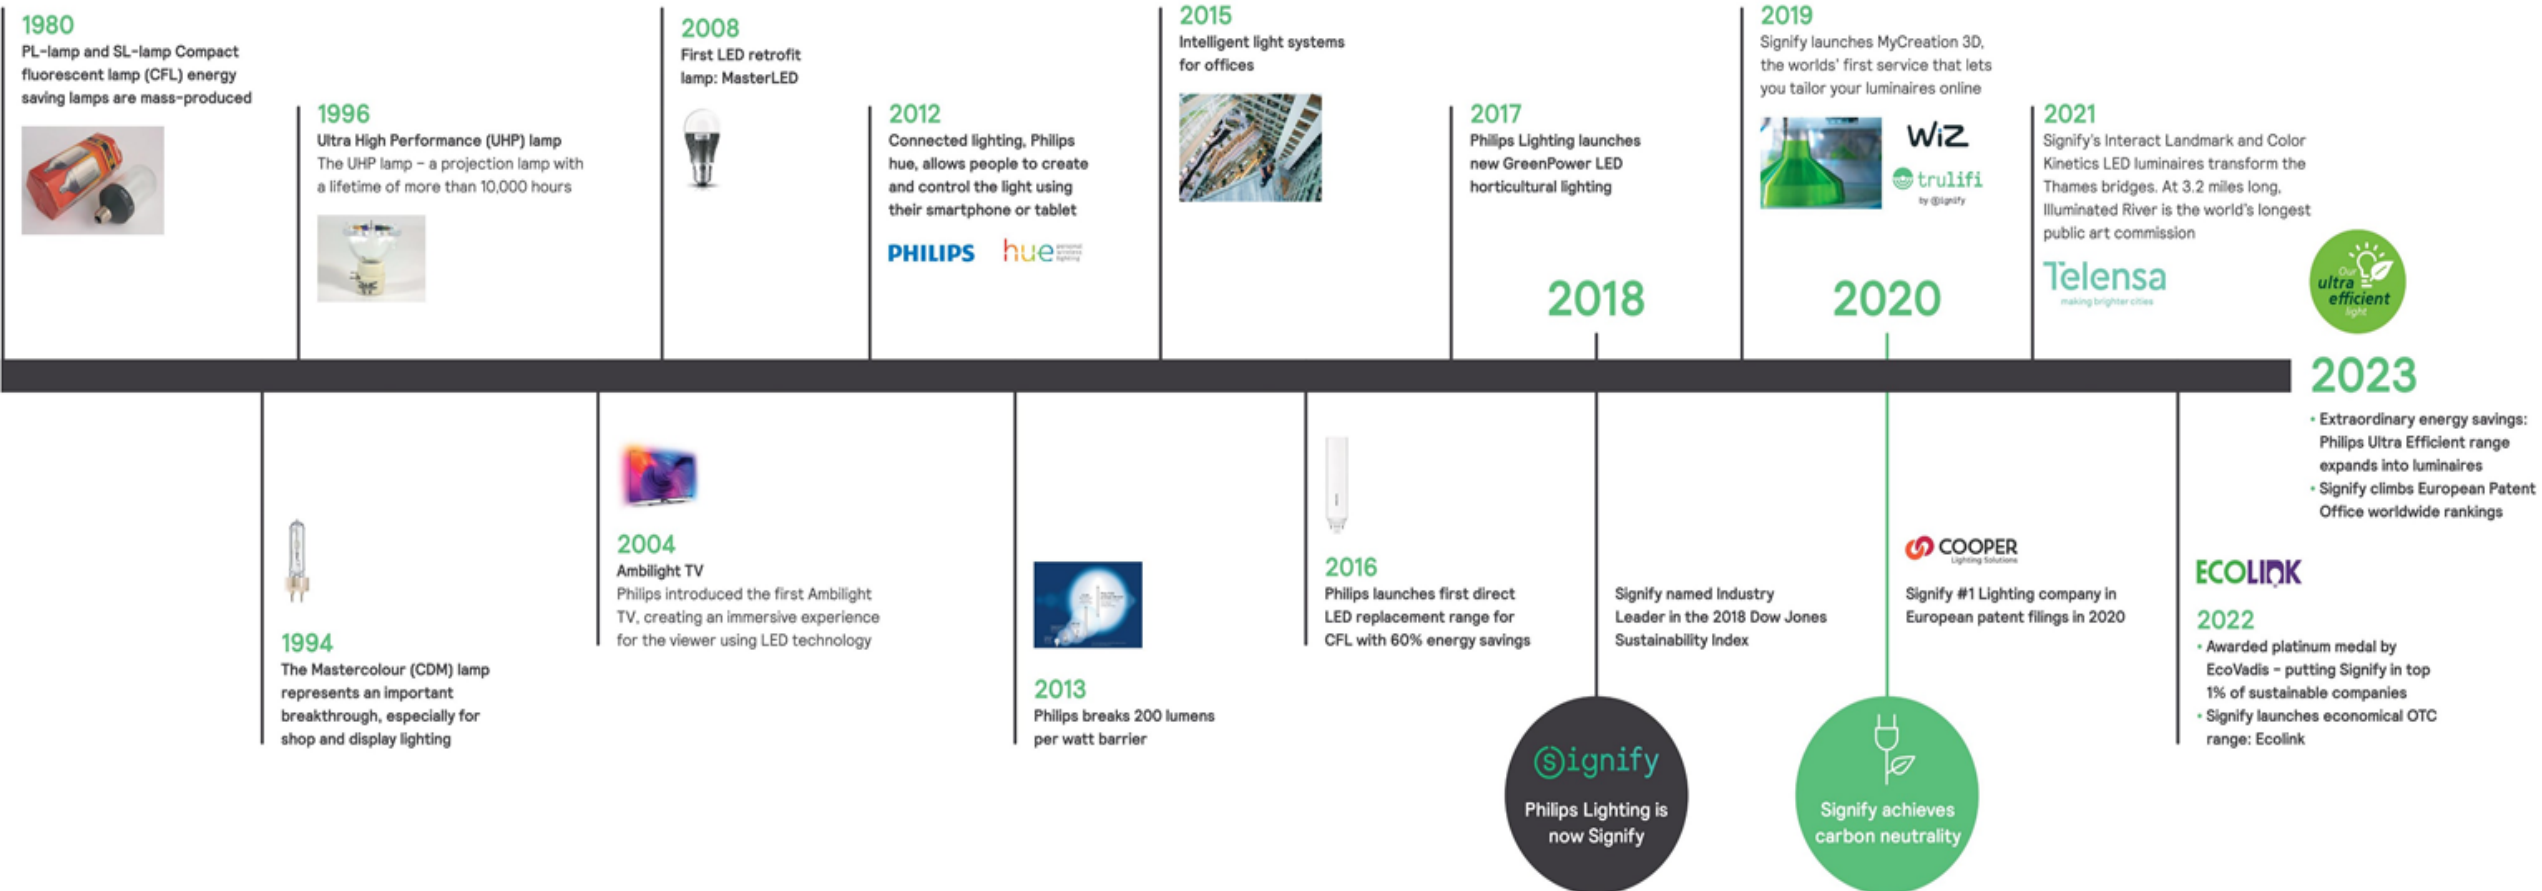 1980
PL-lamp and SL-lamp Compact
fluorescent lamp (CFL) energy
saving lamps are mass-produced
1994
The Mastercolour (CDM) lamp
represents an important
breakthrough, especially for
shop and display lighting
1996
Ultra High Performance (UHP) lamp
The UHP lamp – a projection lamp with
a lifetime of more than 10,000 hours
2004
Ambilight TV
Philips introduced the first Ambilight
TV, creating an immersive experience
for the viewer using LED technology
2008
First LED retrofit
lamp: MasterLED
2012
Connected lighting, Philips
hue, allows people to create
and control the light using
their smartphone or tablet
PHILIPS
hue personal
wireless
lighting
2013
Philips breaks 200 lumens
per watt barrier
2015
Intelligent light systems
for offices
2016
Philips launches first direct
LED replacement range for
CFL with 60% energy savings
2017
Philips Lighting launches
new GreenPower LED
horticultural lighting
2018
Signify named Industry
Leader in the 2018 Dow Jones
Sustainability Index
Signify
Philips Lighting is
now Signify
2019
Signify launches MyCreation 3D,
the worlds' first service that lets
you tailor your luminaires online
WiZ
trulifi
by Signify
2020
COOPER
Lighting Solutions
Signify #1 Lighting company in
European patent filings in 2020
Signify achieves
carbon neutrality
2021
Signify's Interact Landmark and Color
Kinetics LED luminaires transform the
Thames bridges. At 3.2 miles long,
Illuminated River is the world's longest
public art commission
Telensa
making brighter cities
ECOLINK
2022
• Awarded platinum medal by
EcoVadis – putting Signify in top
1% of sustainable companies
• Signify launches economical OTC
range: Ecolink
Our
ultra
efficient
light
2023
• Extraordinary energy savings:
Philips Ultra Efficient range
expands into luminaires
• Signify climbs European Patent
Office worldwide rankings